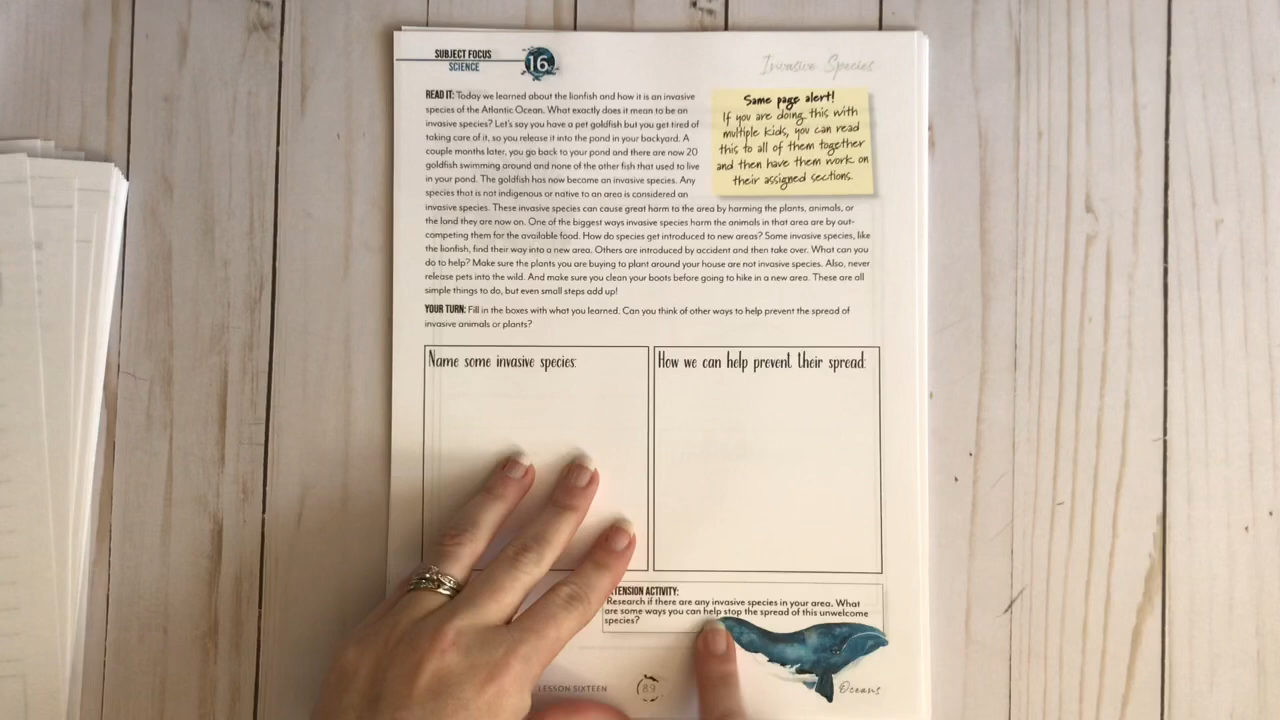 SUBJECT FOCUS
SCIENCE
16
Invasive Species
READ IT: Today we learned about the lionfish and how it is an invasive
species of the Atlantic Ocean. What exactly does it mean to be an
invasive species? Let's say you have a pet goldfish but you get tired of
taking care of it, so you release it into the pond in your backyard. A
couple months later, you go back to your pond and there are now 20
goldfish swimming around and none of the other fish that used to live
in your pond. The goldfish has now become an invasive species. Any
species that is not indigenous or native to an area is considered an
invasive species. These invasive species can cause great harm to the area by harming the plants, animals, or
the land they are now on. One of the biggest ways invasive species harm the animals in that area are by out-
competing them for the available food. How do species get introduced to new areas? Some invasive species, like
the lionfish, find their way into a new area. Others are introduced by accident and then take over. What can you
do to help? Make sure the plants you are buying to plant around your house are not invasive species. Also, never
release pets into the wild. And make sure you clean your boots before going to hike in a new area. These are all
simple things to do, but even small steps add up!
Same page alert!
If you are doing this with
multiple kids, you can read
this to all of them together
and then have them work on
their assigned sections.
YOUR TURN: Fill in the boxes with what you learned. Can you think of other ways to help prevent the spread of
invasive animals or plants?
Name some invasive species:
How we can help prevent their spread:
TENSION ACTIVITY:
Research if there are any invasive species in your area. What
are some ways you can help stop the spread of this unwelcome
species?
LESSON SIXTEEN
89
Oceans